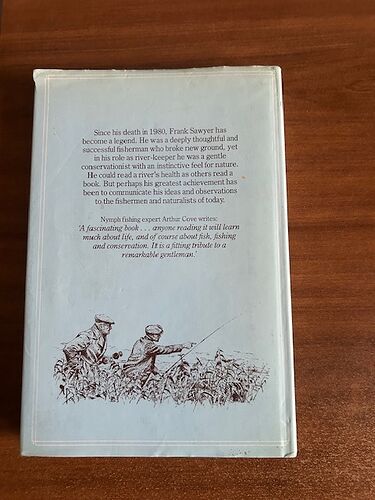 Since his death in 1980, Frank Sawyer has
become a legend. He was a deeply thoughtful and
successful fisherman who broke new ground, yet
in his role as river-keeper he was a gentle
conservationist with an instinctive feel for nature.
He could read a river's health as others read a
book. But perhaps his greatest achievement has
been to communicate his ideas and observations
to the fishermen and naturalists of today.
Nymph fishing expert Arthur Cove writes:
'A fascinating book . . . anyone reading it will learn
much about life, and of course about fish, fishing
and conservation. It is a fitting tribute to a
remarkable gentleman.'